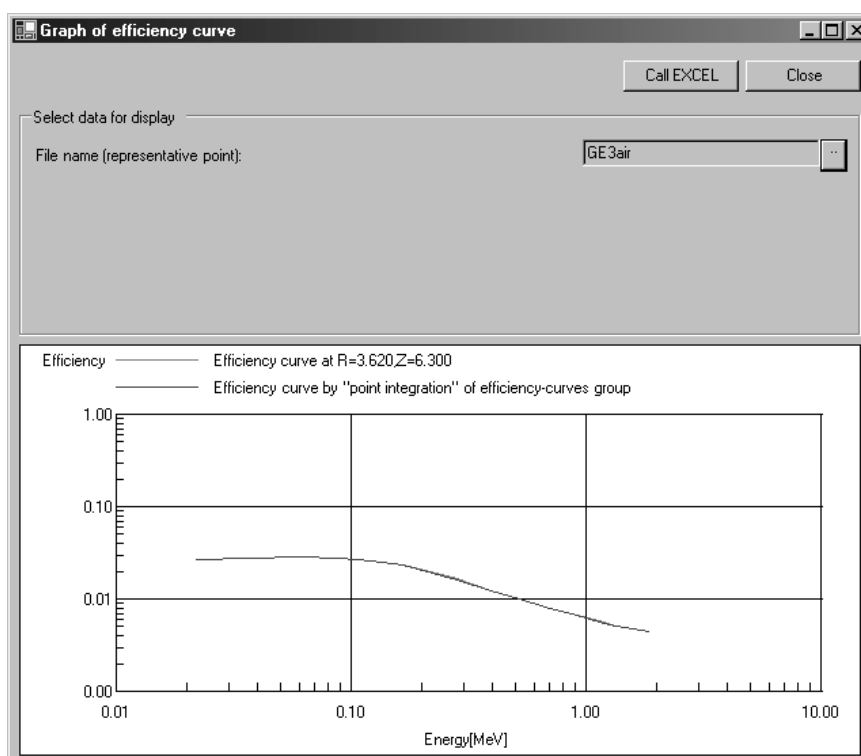 Graph of efficiency curve
Call EXCEL Close
Select data for display
File name (representative point): GE3air ..
Efficiency Efficiency curve at R=3.620,Z=6.300
Efficiency curve by "point integration" of efficiency-curves group
1.00
0.10
0.01
0.00
0.01 0.10 1.00 10.00
Energy[MeV]